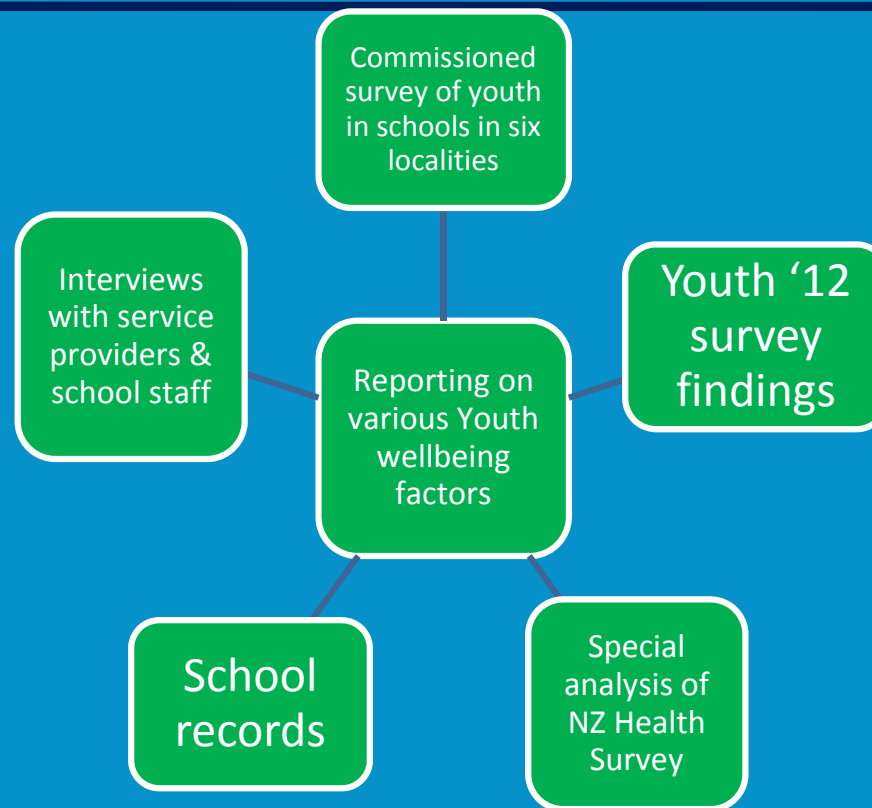 Commissioned
survey of youth
in schools in six
localities
Interviews
with service
providers &
school staff
Youth ‘12
survey
findings
Reporting on
various Youth
wellbeing
factors
School
records
Special
analysis of
NZ Health
Survey